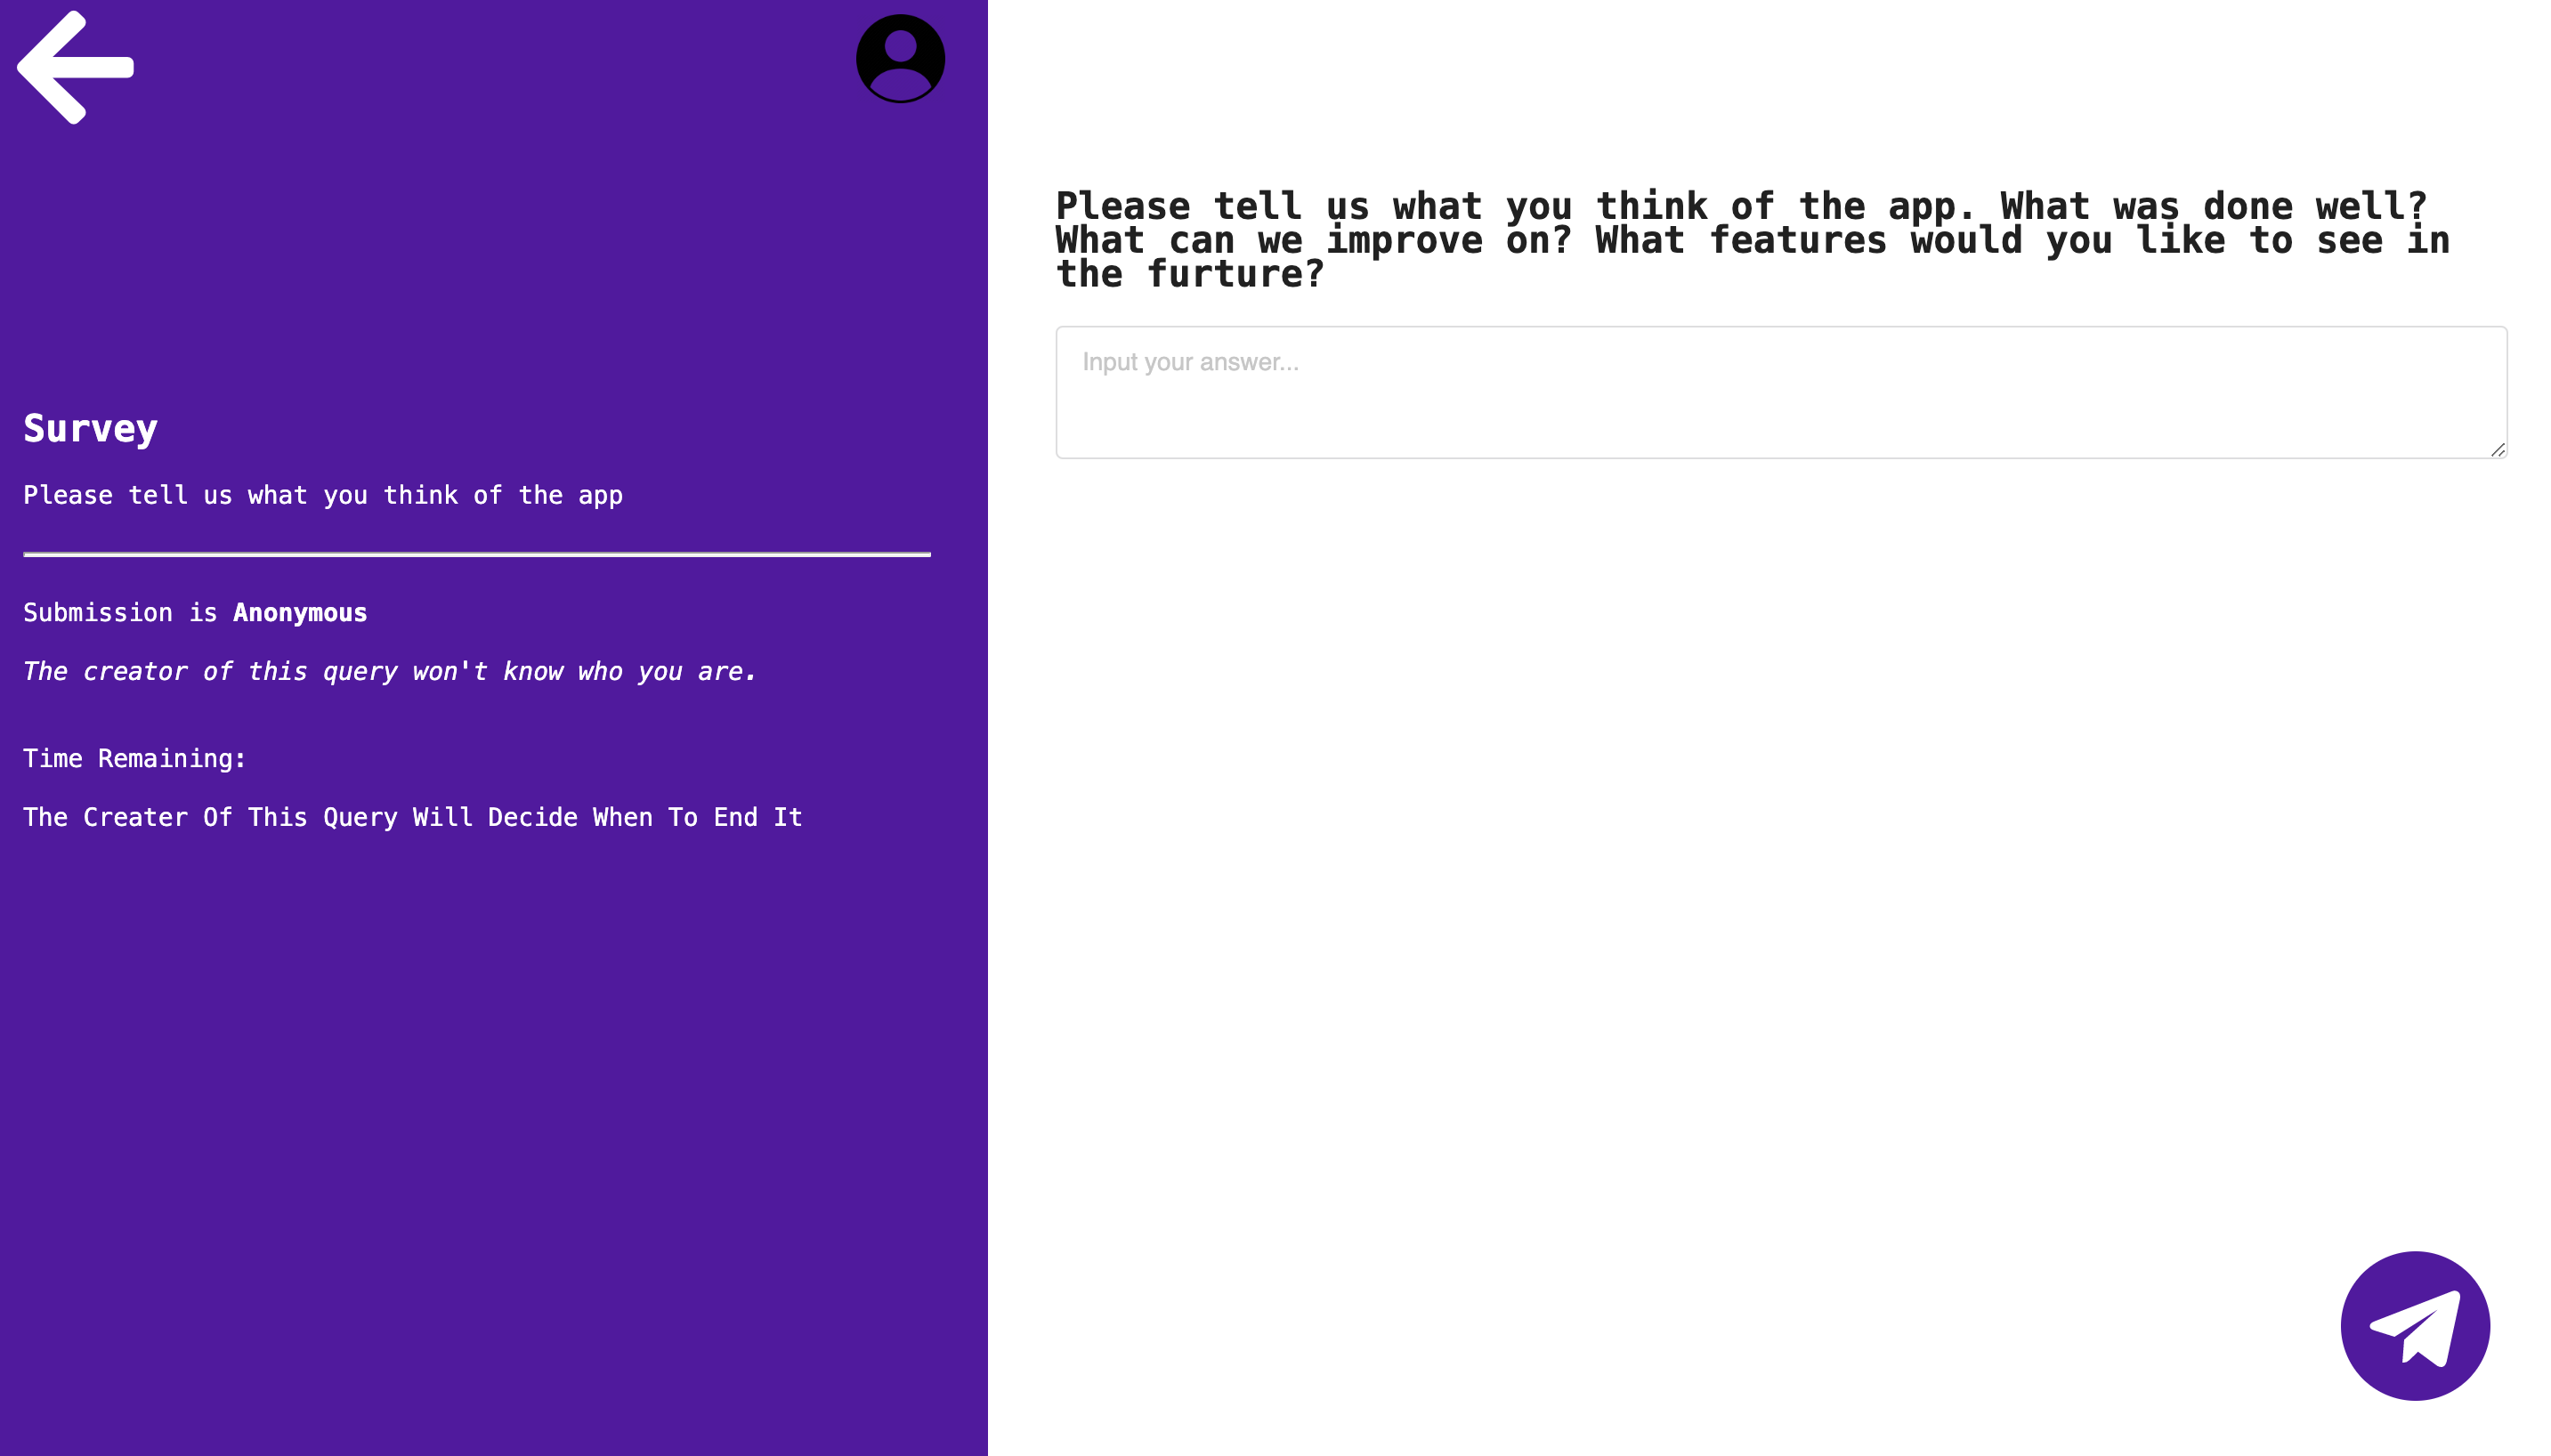 Survey
Please tell us what you think of the app
Submission is Anonymous
The creator of this query won't know who you are.
Time Remaining:
The Creater Of This Query Will Decide When To End It
Please tell us what you think of the app. What was done well?
What can we improve on? What features would you like to see in
the furture?
Input your answer...